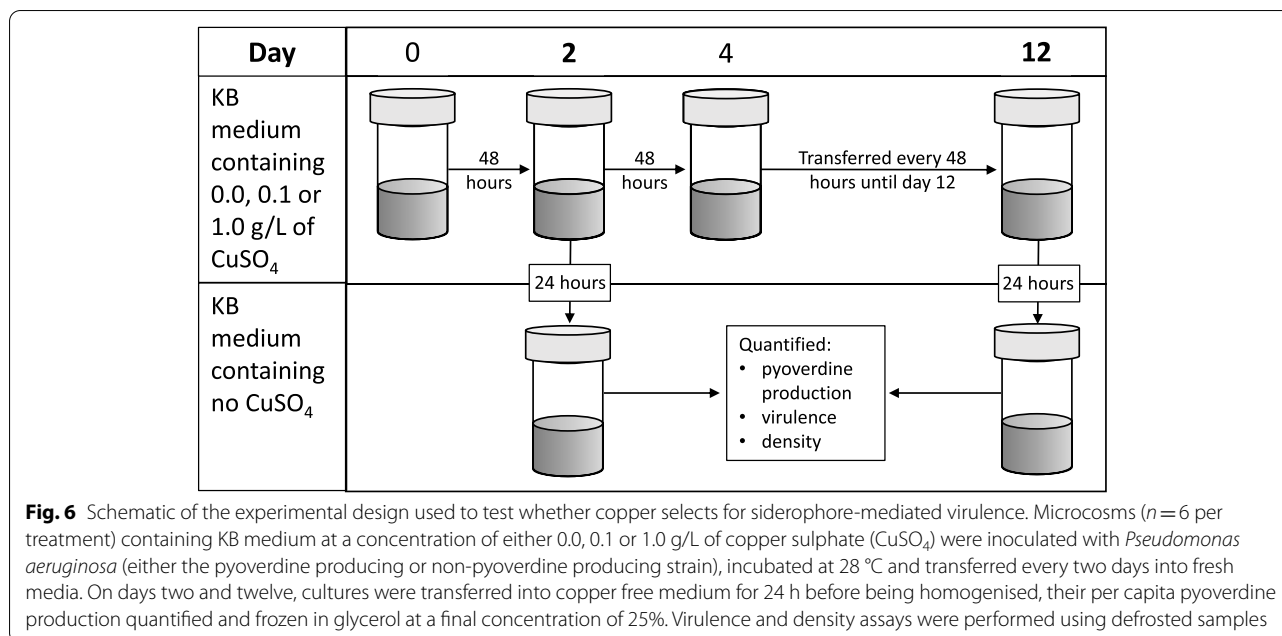 Day 0 2 4 12
KB
medium
containing
0.0, 0.1 or
1.0 g/L of
CuSO₄
48
hours
48
hours
Transferred every 48
hours until day 12
24 hours
24 hours
KB
medium
containing
no CuSO₄
Quantified:
• pyoverdine
production
• virulence
• density
Fig. 6 Schematic of the experimental design used to test whether copper selects for siderophore-mediated virulence. Microcosms (n = 6 per
treatment) containing KB medium at a concentration of either 0.0, 0.1 or 1.0 g/L of copper sulphate (CuSO₄) were inoculated with Pseudomonas
aeruginosa (either the pyoverdine producing or non-pyoverdine producing strain), incubated at 28 °C and transferred every two days into fresh
media. On days two and twelve, cultures were transferred into copper free medium for 24 h before being homogenised, their per capita pyoverdine
production quantified and frozen in glycerol at a final concentration of 25%. Virulence and density assays were performed using defrosted samples